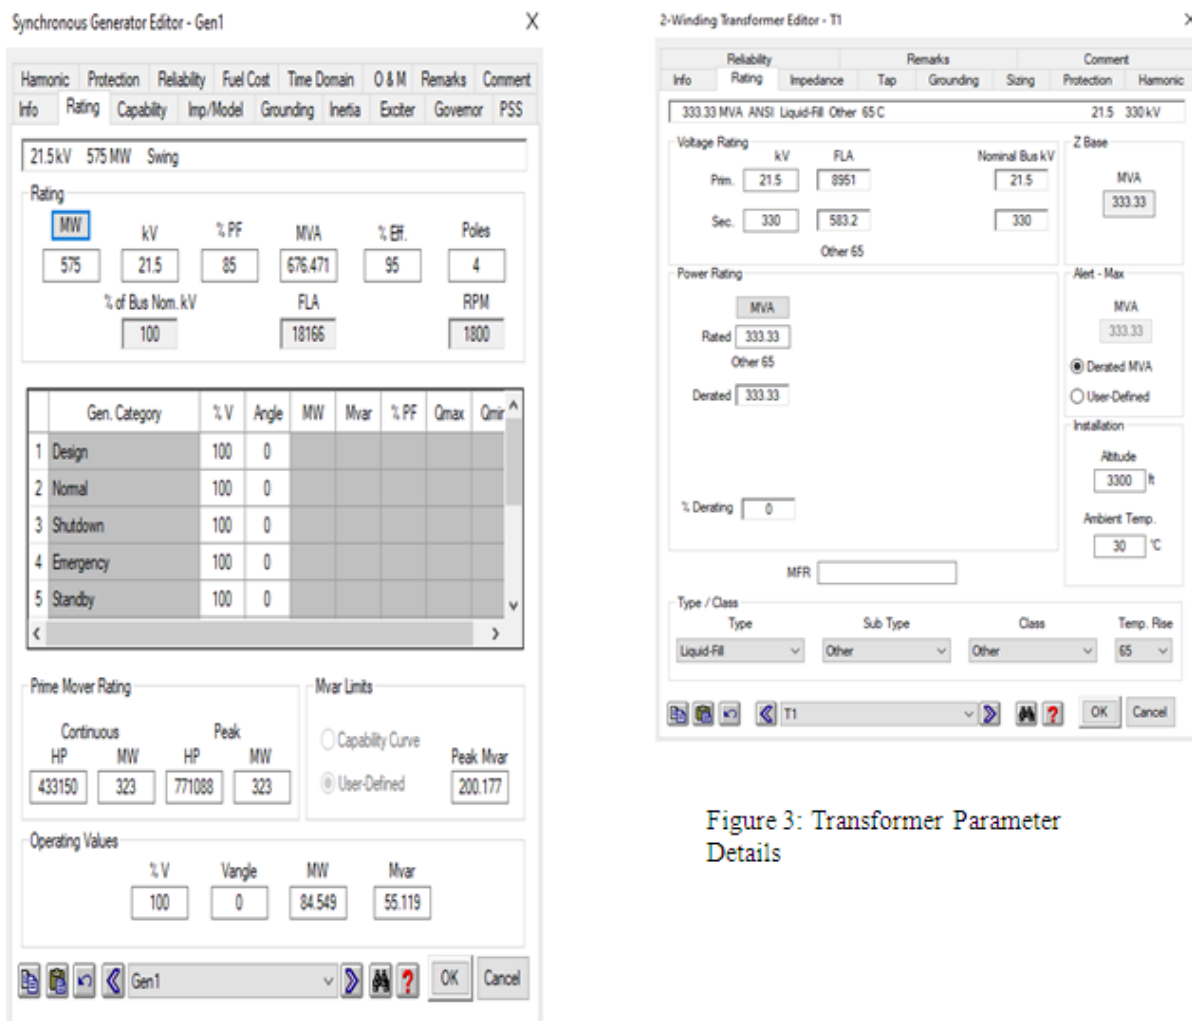 Synchronous Generator Editor - Gen1
Harmonic Protection Reliability Fuel Cost Time Domain O & M Remarks Comment
Info Rating Capability Imp/Model Grounding Inertia Exciter Governor PSS
21.5 kV 575 MW Swing
Rating
MW kV % PF MVA % Eff. Poles
575 21.5 85 676.471 95 4
% of Bus Nom. kV FLA RPM
100 18166 1800
Gen. Category % V Angle MW Mvar % PF Qmax Qmin
1 Design 100 0
2 Normal 100 0
3 Shutdown 100 0
4 Emergency 100 0
5 Standby 100 0
Prime Mover Rating
Continuous Peak
HP MW HP MW
433150 323 771088 323
Mvar Limits
Capability Curve
User-Defined
Peak Mvar
200.177
Operating Values
% V Vangle MW Mvar
100 0 84.549 55.119
Gen1 OK Cancel
2-Winding Transformer Editor - T1
Reliability Remarks Comment
Info Rating Impedance Tap Grounding Sizing Protection Harmonic
333.33 MVA ANSI Liquid-Fill Other 65 C 21.5 330 kV
Voltage Rating
kV FLA Nominal Bus kV
Prim. 21.5 8951 21.5
Sec. 330 583.2 330
Other 65
Z Base
MVA
333.33
Power Rating
MVA
Rated 333.33
Other 65
Derated 333.33
% Derating 0
Alert - Max
MVA
333.33
Derated MVA
User-Defined
Installation
Altitude
3300 ft
Ambient Temp.
30 °C
MFR
Type / Class
Type Sub Type Class Temp. Rise
Liquid-Fill Other Other 65
T1 OK Cancel
Figure 3: Transformer Parameter
Details